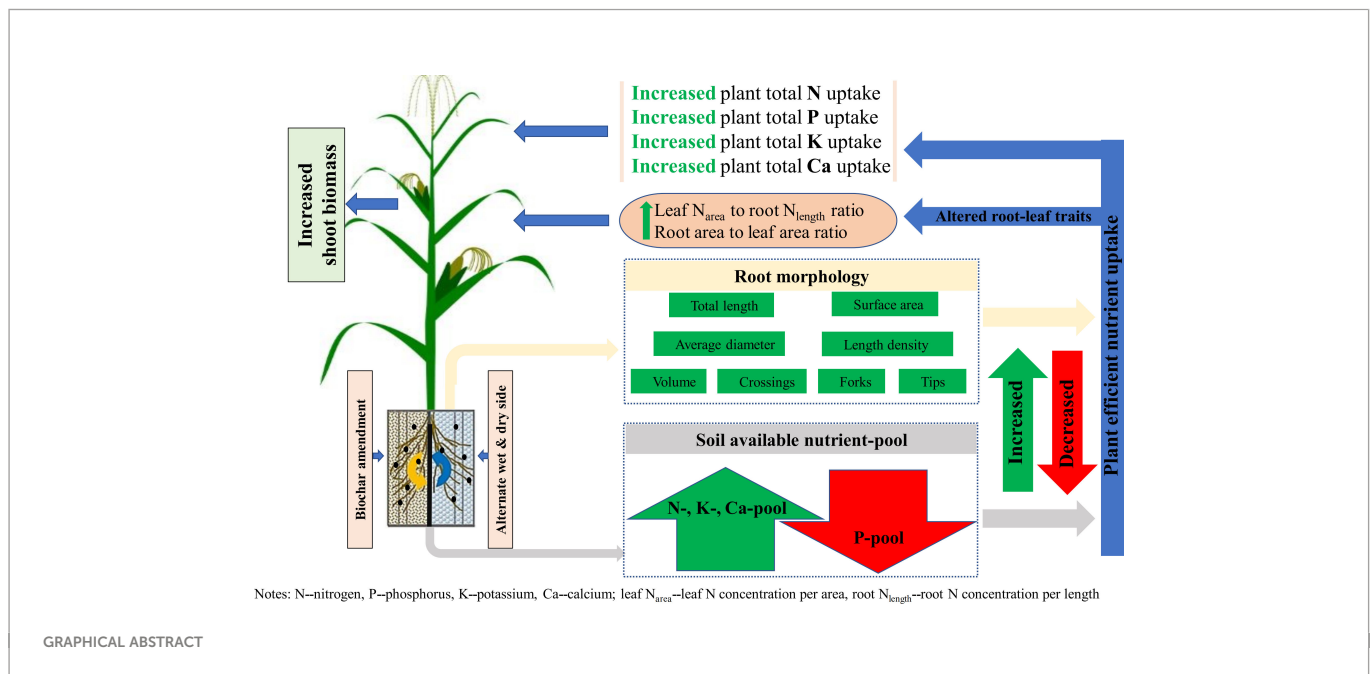 Increased plant total N uptake
Increased plant total P uptake
Increased plant total K uptake
Increased plant total Ca uptake
Increased
shoot biomass
Leaf Narea to root Nlength ratio
Root area to leaf area ratio
Altered root-leaf traits
Plant efficient nutrient uptake
Root morphology
Total length
Surface area
Average diameter
Length density
Volume
Crossings
Forks
Tips
Increased
Decreased
Biochar amendment
Alternate wet & dry side
Soil available nutrient-pool
N-, K-, Ca-pool
P-pool
Notes: N--nitrogen, P--phosphorus, K--potassium, Ca--calcium; leaf Narea--leaf N concentration per area, root Nlength--root N concentration per length
GRAPHICAL ABSTRACT